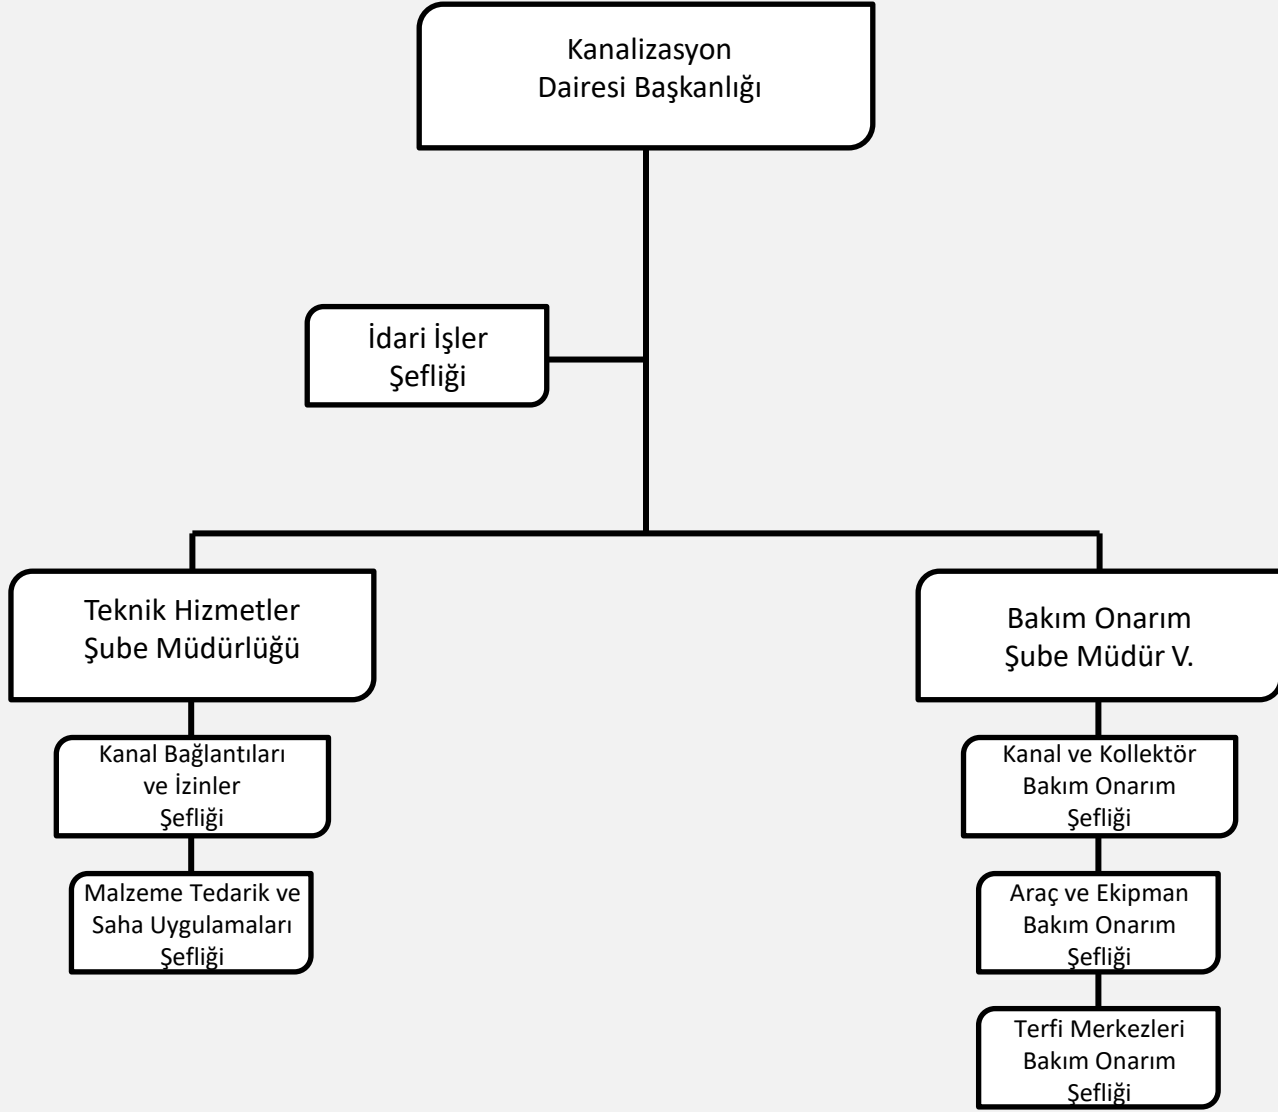 Kanalizasyon
Dairesi Başkanlığı
İdari İşler
Şefliği
Teknik Hizmetler
Şube Müdürlüğü
Kanal Bağlantıları
ve İzinler
Şefliği
Malzeme Tedarik ve
Saha Uygulamaları
Şefliği
Bakım Onarım
Şube Müdür V.
Kanal ve Kollektör
Bakım Onarım
Şefliği
Araç ve Ekipman
Bakım Onarım
Şefliği
Terfi Merkezleri
Bakım Onarım
Şefliği